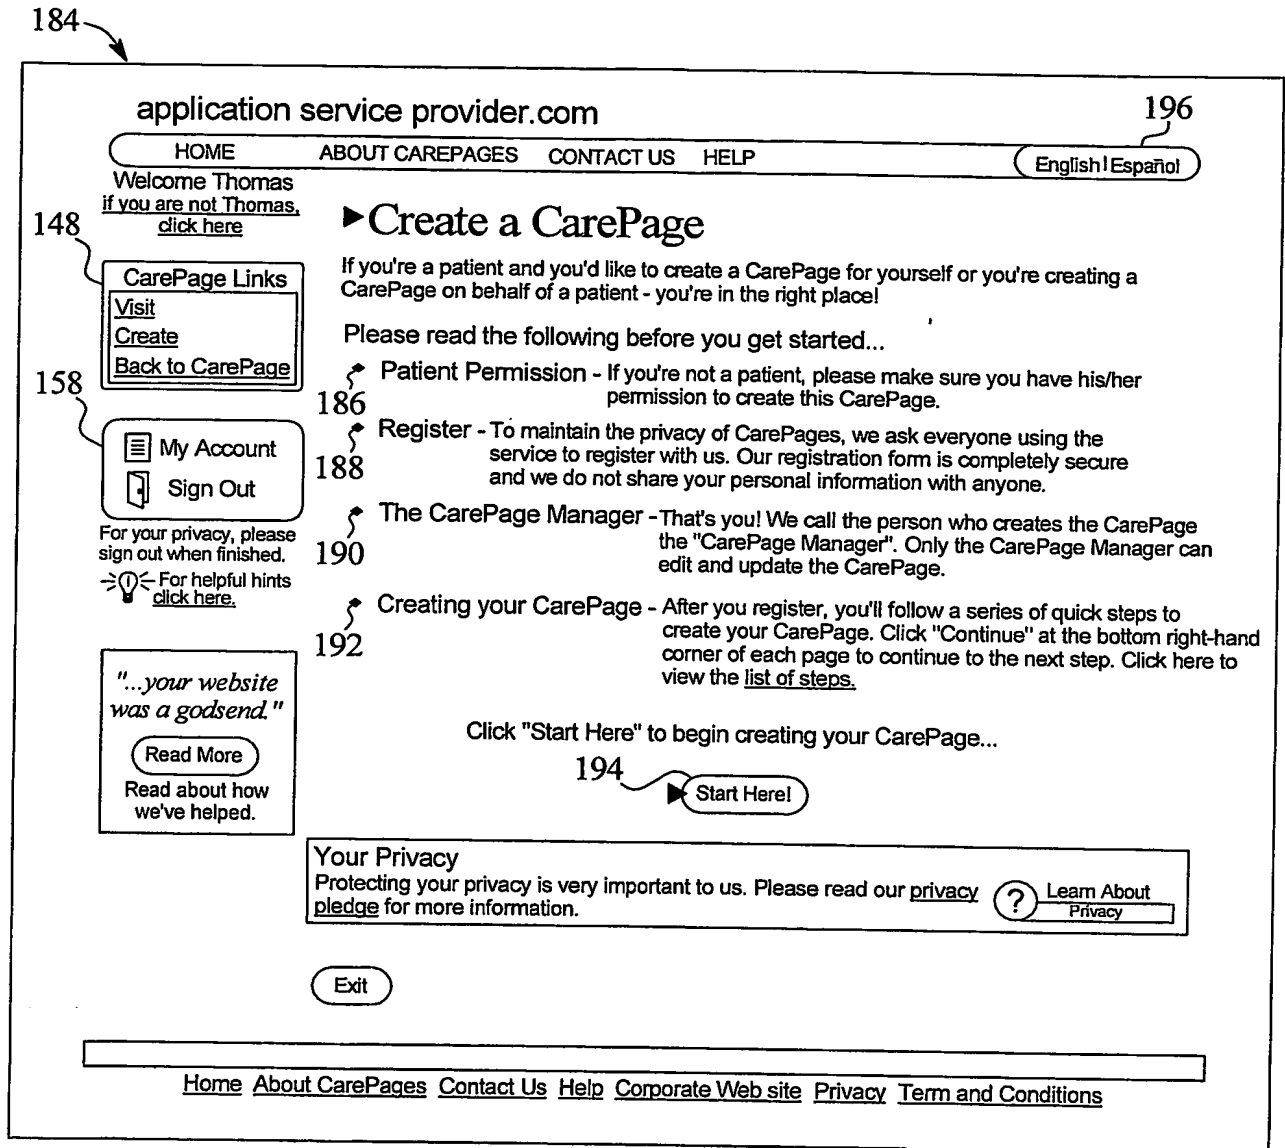 184
application service provider.com
196
HOME ABOUT CAREPAGES CONTACT US HELP
English | Español
Welcome Thomas
if you are not Thomas,
click here
148
CarePage Links
Visit
Create
Back to CarePage
158
My Account
Sign Out
For your privacy, please
sign out when finished.
For helpful hints
click here.
"...your website
was a godsend."
Read More
Read about how
we've helped.
Create a CarePage
If you're a patient and you'd like to create a CarePage for yourself or you're creating a
CarePage on behalf of a patient - you're in the right place!
Please read the following before you get started...
186
Patient Permission - If you're not a patient, please make sure you have his/her
permission to create this CarePage.
188
Register - To maintain the privacy of CarePages, we ask everyone using the
service to register with us. Our registration form is completely secure
and we do not share your personal information with anyone.
190
The CarePage Manager - That's you! We call the person who creates the CarePage
the "CarePage Manager". Only the CarePage Manager can
edit and update the CarePage.
192
Creating your CarePage - After you register, you'll follow a series of quick steps to
create your CarePage. Click "Continue" at the bottom right-hand
corner of each page to continue to the next step. Click here to
view the list of steps.
Click "Start Here" to begin creating your CarePage...
194
Start Here!
Your Privacy
Protecting your privacy is very important to us. Please read our privacy
pledge for more information.
?
Learn About
Privacy
Exit
Home About CarePages Contact Us Help Corporate Web site Privacy Term and Conditions